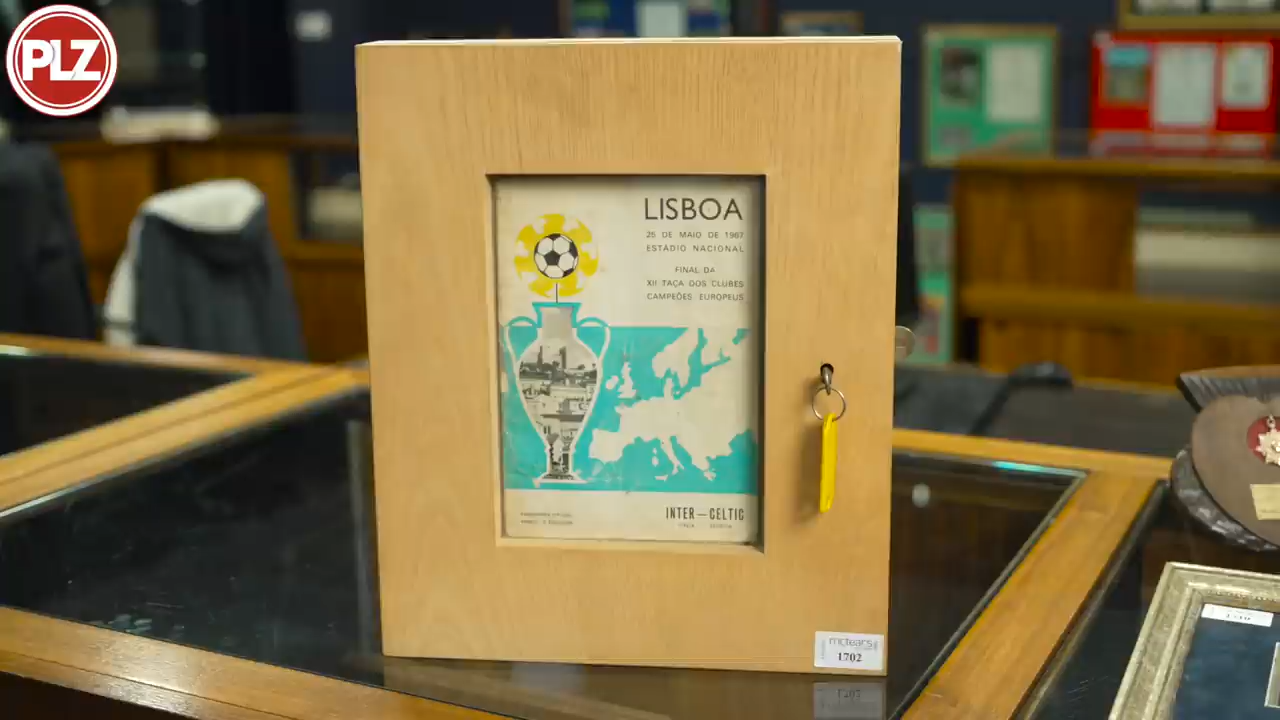 PLZ
LISBOA
25 DE MAIO DE 1967
ESTÁDIO NACIONAL
FINAL DA
XII TAÇA DOS CLUBES
CAMPEÕES EUROPEUS
INTER — CELTIC
mctears
1702